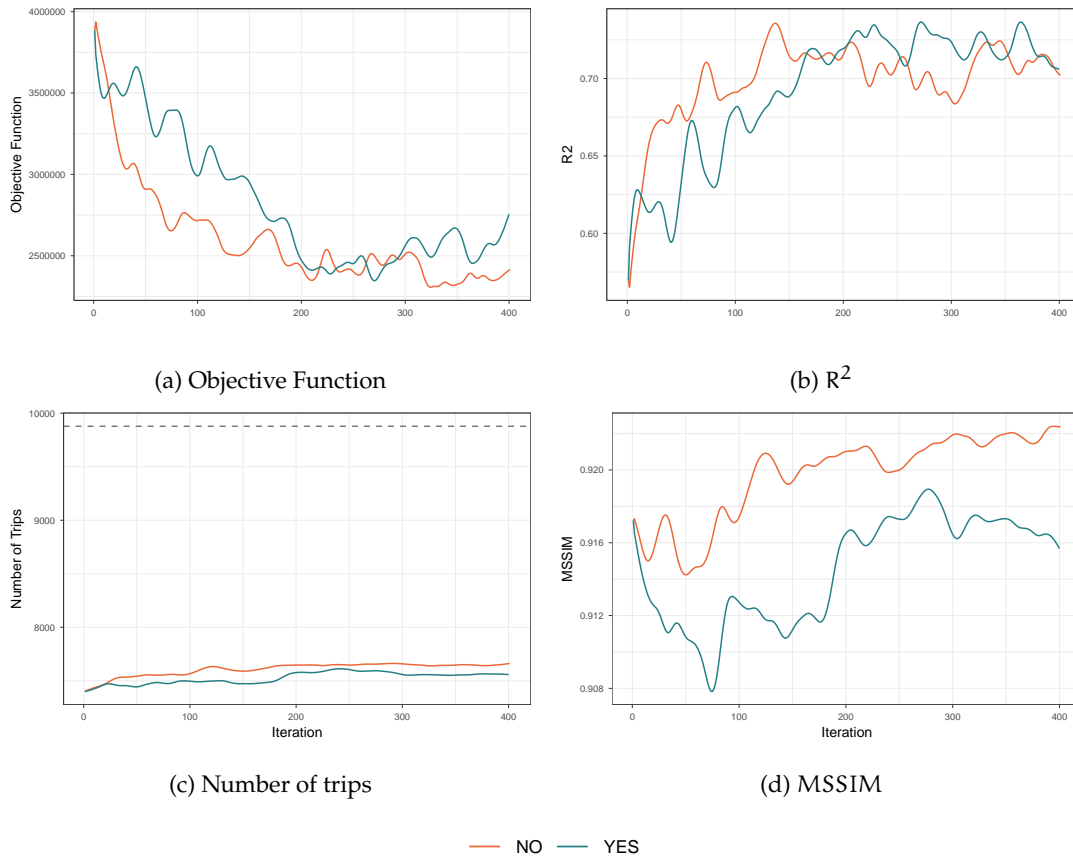 4000000
3500000
3000000
2500000
Objective Function
0 100 200 300 400
(a) Objective Function
0.70
0.65
0.60
R2
0 100 200 300 400
(b) R²
10000
9000
8000
Number of Trips
0 100 200 300 400
Iteration
(c) Number of trips
0.920
0.916
0.912
0.908
MSSIM
0 100 200 300 400
Iteration
(d) MSSIM
NO YES